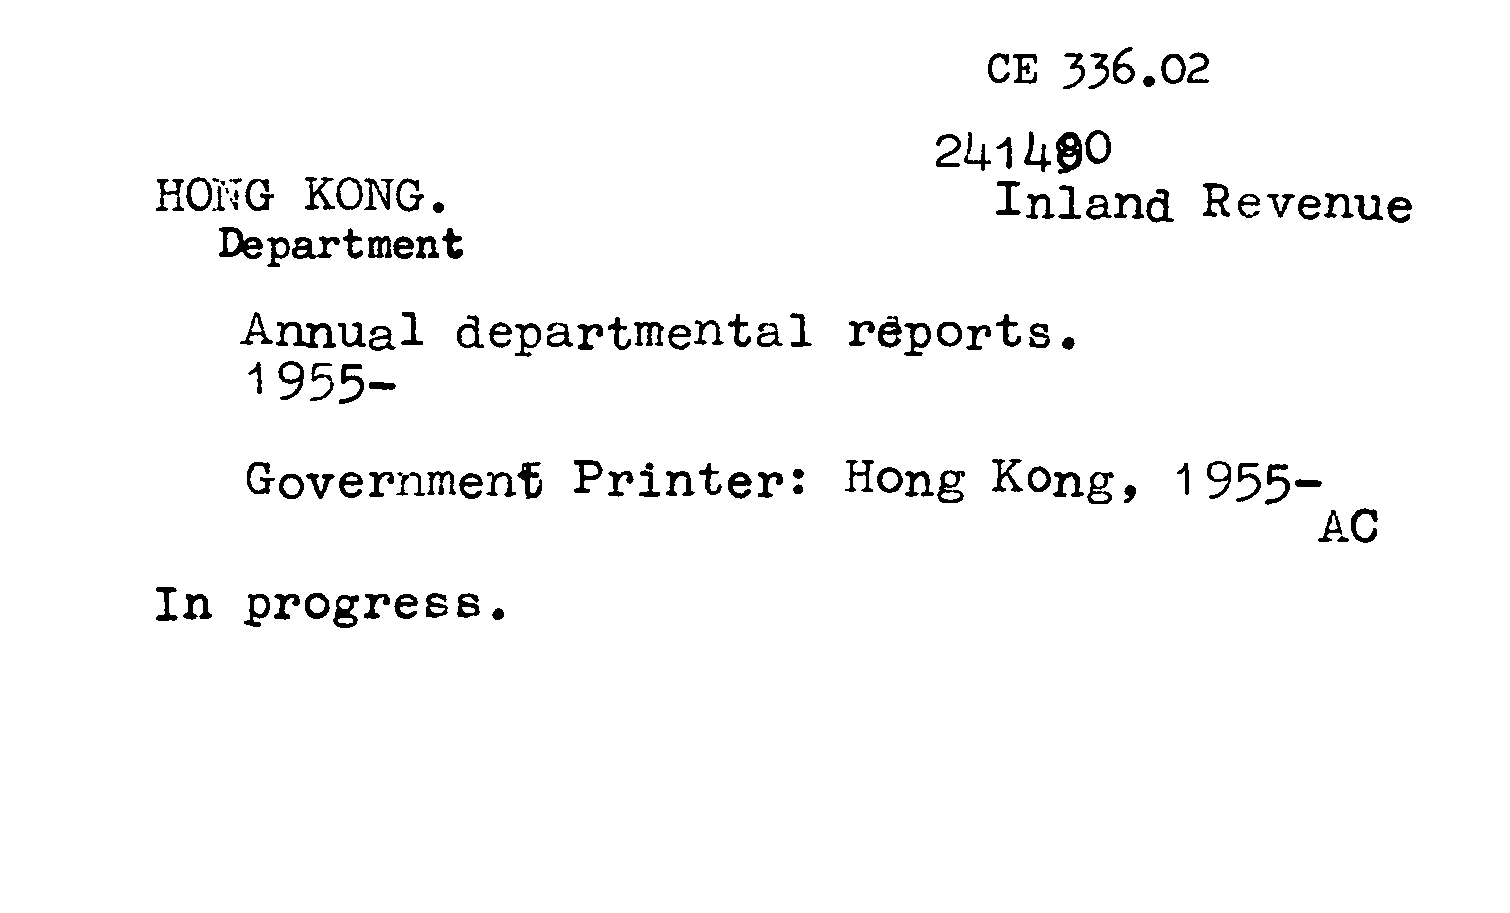 CE 336.02
HONG KONG. Inland Revenue
Department
Annual departmental reports.
1955-
Government Printer: Hong Kong, 1955-
AC
In progress.